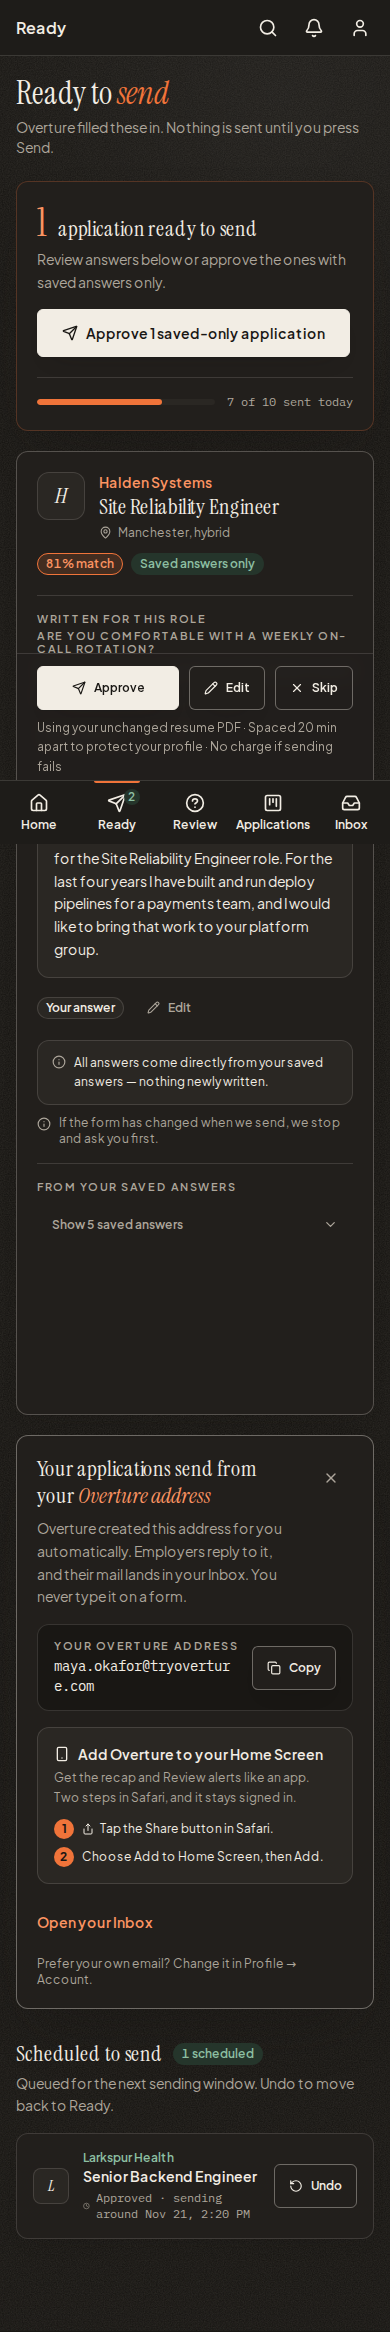 Ready
Ready to send
Overture filled these in. Nothing is sent until you press
Send.
1 application ready to send
Review answers below or approve the ones with
saved answers only.
Approve 1 saved-only application
7 of 10 sent today
H
Halden Systems
Site Reliability Engineer
Manchester, hybrid
81% match
Saved answers only
WRITTEN FOR THIS ROLE
ARE YOU COMFORTABLE WITH A WEEKLY ON-
CALL ROTATION?
Approve
Edit
Skip
Using your unchanged resume PDF · Spaced 20 min
apart to protect your profile · No charge if sending
fails
2
Home
Ready
Review
Applications
Inbox
for the Site Reliability Engineer role. For the
last four years I have built and run deploy
pipelines for a payments team, and I would
like to bring that work to your platform
group.
Your answer
Edit
All answers come directly from your saved
answers — nothing newly written.
If the form has changed when we send, we stop
and ask you first.
FROM YOUR SAVED ANSWERS
Show 5 saved answers
Your applications send from
your Overture address
Overture created this address for you
automatically. Employers reply to it,
and their mail lands in your Inbox. You
never type it on a form.
YOUR OVERTURE ADDRESS
maya.okafor@tryovertur
e.com
Copy
Add Overture to your Home Screen
Get the recap and Review alerts like an app.
Two steps in Safari, and it stays signed in.
1 Tap the Share button in Safari.
2 Choose Add to Home Screen, then Add.
Open your Inbox
Prefer your own email? Change it in Profile →
Account.
Scheduled to send
1 scheduled
Queued for the next sending window. Undo to move
back to Ready.
L
Larkspur Health
Senior Backend Engineer
Approved · sending
around Nov 21, 2:20 PM
Undo